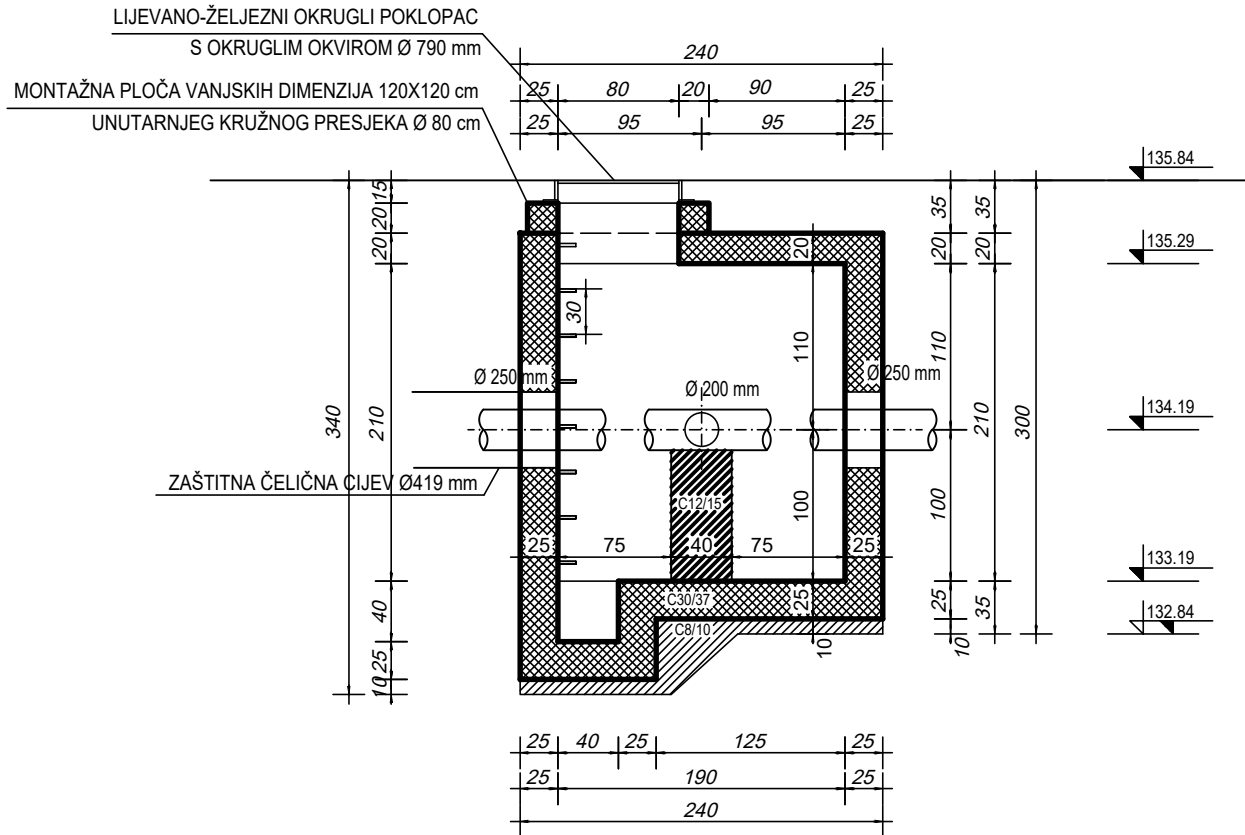 LIJEVANO-ŽELJEZNI OKRUGLI POKLOPAC
S OKRUGLIM OKVIROM Ø 790 mm
MONTAŽNA PLOČA VANJSKIH DIMENZIJA 120X120 cm
UNUTARNJEG KRUŽNOG PRESJEKA Ø 80 cm
240
25 80 20 90 25
25 95 95 25
135.84
15
35 35
20
20 20 20 20
135.29
30
110 110
Ø 250 mm Ø 200 mm Ø 250 mm
340 210 210 300
134.19
ZAŠTITNA ČELIČNA CIJEV Ø419 mm
C12/15
100 100
25 75 40 75 25
133.19
40
C30/37
25 25 35
132.84
C8/10
10 10
25
10
25 40 25 125 25
25 190 25
240